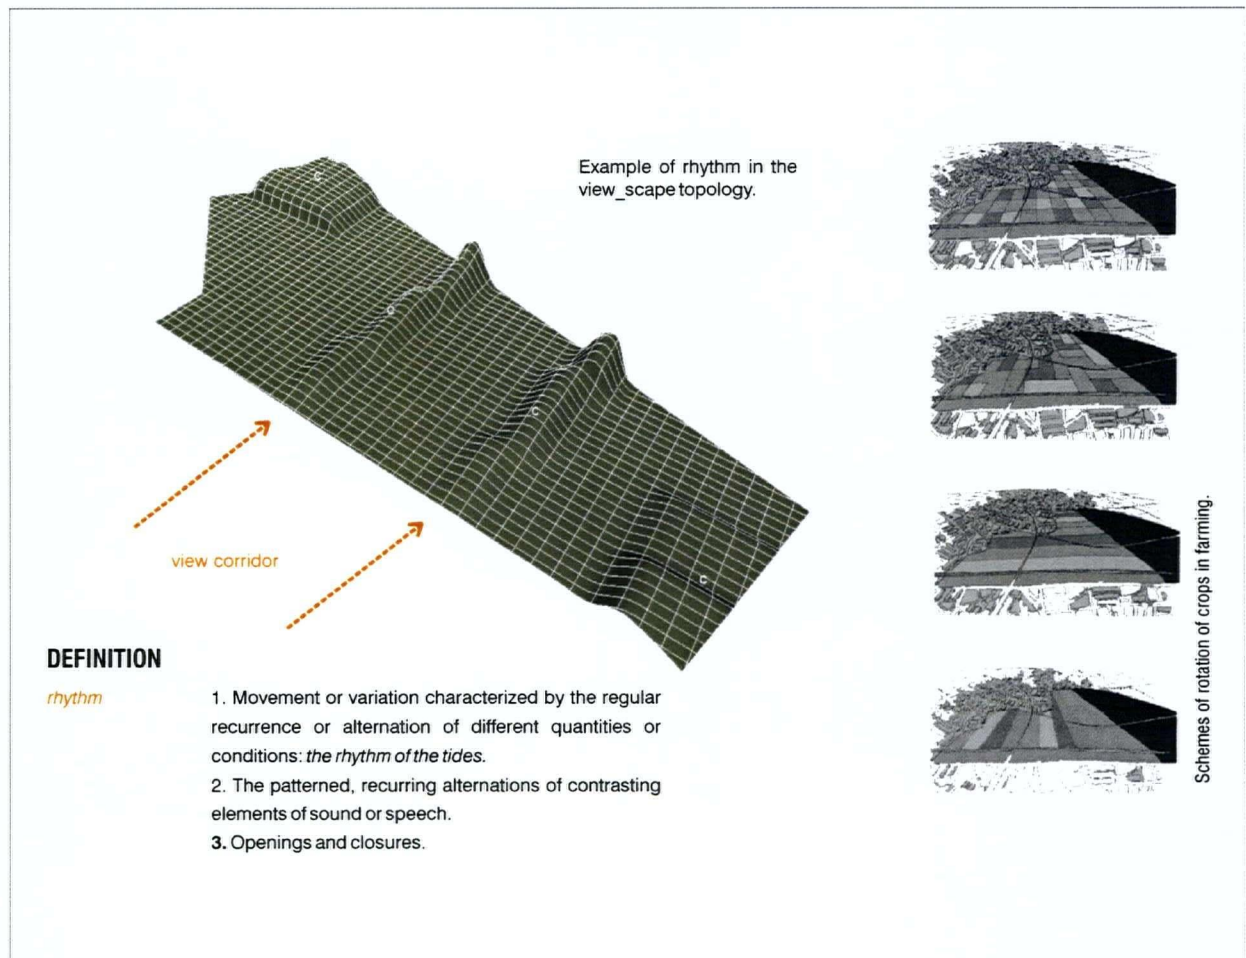 Example of rhythm in the
view_scape topology.
C
C
C
C
view corridor
DEFINITION
rhythm
1. Movement or variation characterized by the regular
recurrence or alternation of different quantities or
conditions: the rhythm of the tides.
2. The patterned, recurring alternations of contrasting
elements of sound or speech.
3. Openings and closures.
Schemes of rotation of crops in farming.